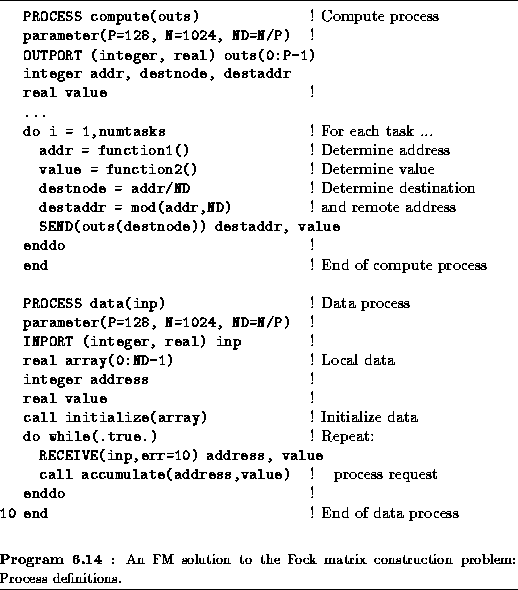 PROCESS compute(outs) ! Compute process
parameter(P=128, N=1024, ND=N/P) !
OUTPORT (integer, real) outs(0:P-1)
integer addr, destnode, destaddr
real value !
...
do i = 1,numtasks ! For each task ...
addr = function1() ! Determine address
value = function2() ! Determine value
destnode = addr/ND ! Determine destination
destaddr = mod(addr,ND) ! and remote address
SEND(outs(destnode)) destaddr, value
enddo !
end ! End of compute process
PROCESS data(inp) ! Data process
parameter(P=128, N=1024, ND=N/P) !
INPORT (integer, real) inp !
real array(0:ND-1) ! Local data
integer address !
real value !
call initialize(array) ! Initialize data
do while(.true.) ! Repeat:
RECEIVE(inp,err=10) address, value
call accumulate(address,value) ! process request
enddo !
10 end ! End of data process
Program 6.14 : An FM solution to the Fock matrix construction problem:
Process definitions.